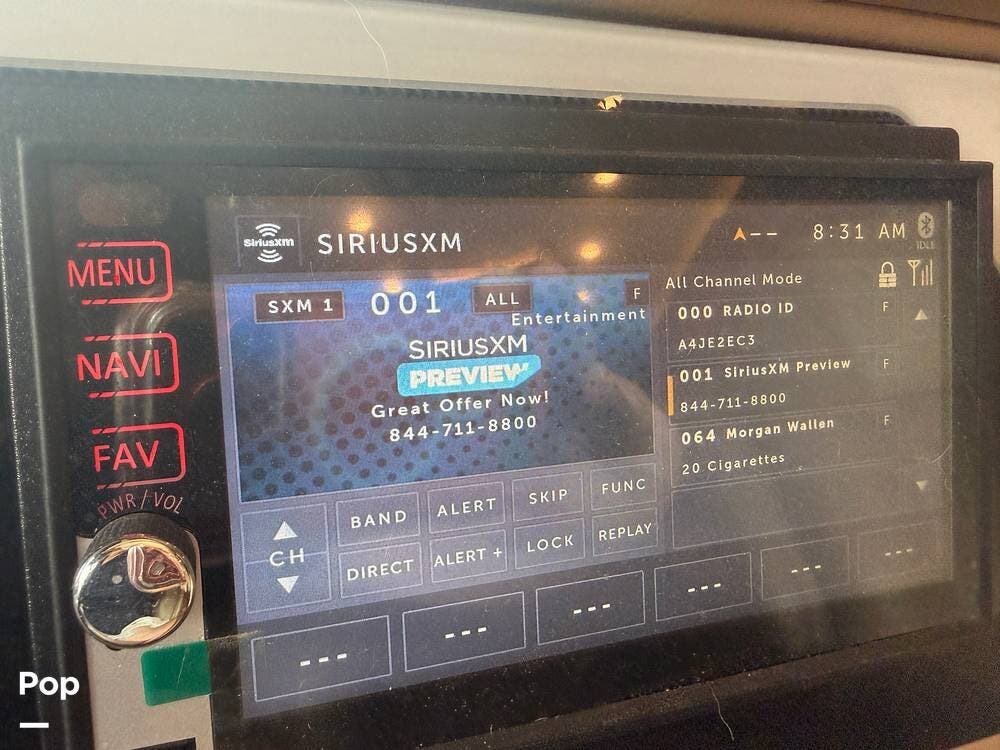 SiriusXM
SIRIUSXM
--
8:31 AM
IDLE
MENU
NAVI
FAV
PWR/VOL
SXM 1
001
ALL
F
Entertainment
SIRIUSXM
PREVIEW
Great Offer Now!
844-711-8800
All Channel Mode
000 RADIO ID
F
A4JE2EC3
001 SiriusXM Preview
F
844-711-8800
064 Morgan Wallen
F
20 Cigarettes
CH
BAND
ALERT
SKIP
FUNC
DIRECT
ALERT +
LOCK
REPLAY
---
---
---
---
---
---
Pop